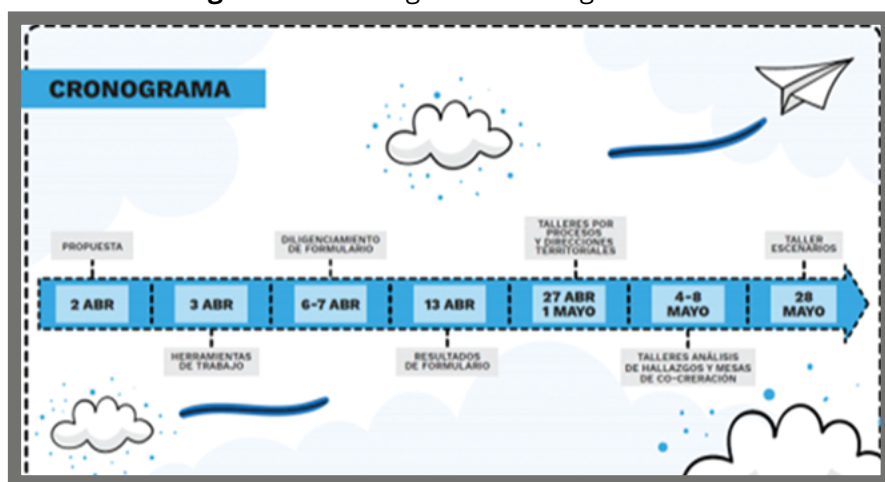 CRONOGRAMA
PROPUESTA
DILIGENCIAMIENTO
DE FORMULARIO
TALLERES POR
PROCESOS
Y DIRECCIONES
TERRITORIALES
TALLER
ESCENARIOS
2 ABR
3 ABR
6-7 ABR
13 ABR
27 ABR
1 MAYO
4-8
MAYO
28
MAYO
HERRAMIENTAS
DE TRABAJO
RESULTADOS
DE FORMULARIO
TALLERES ANÁLISIS
DE HALLAZGOS Y MESAS
DE CO-CRERACIÓN